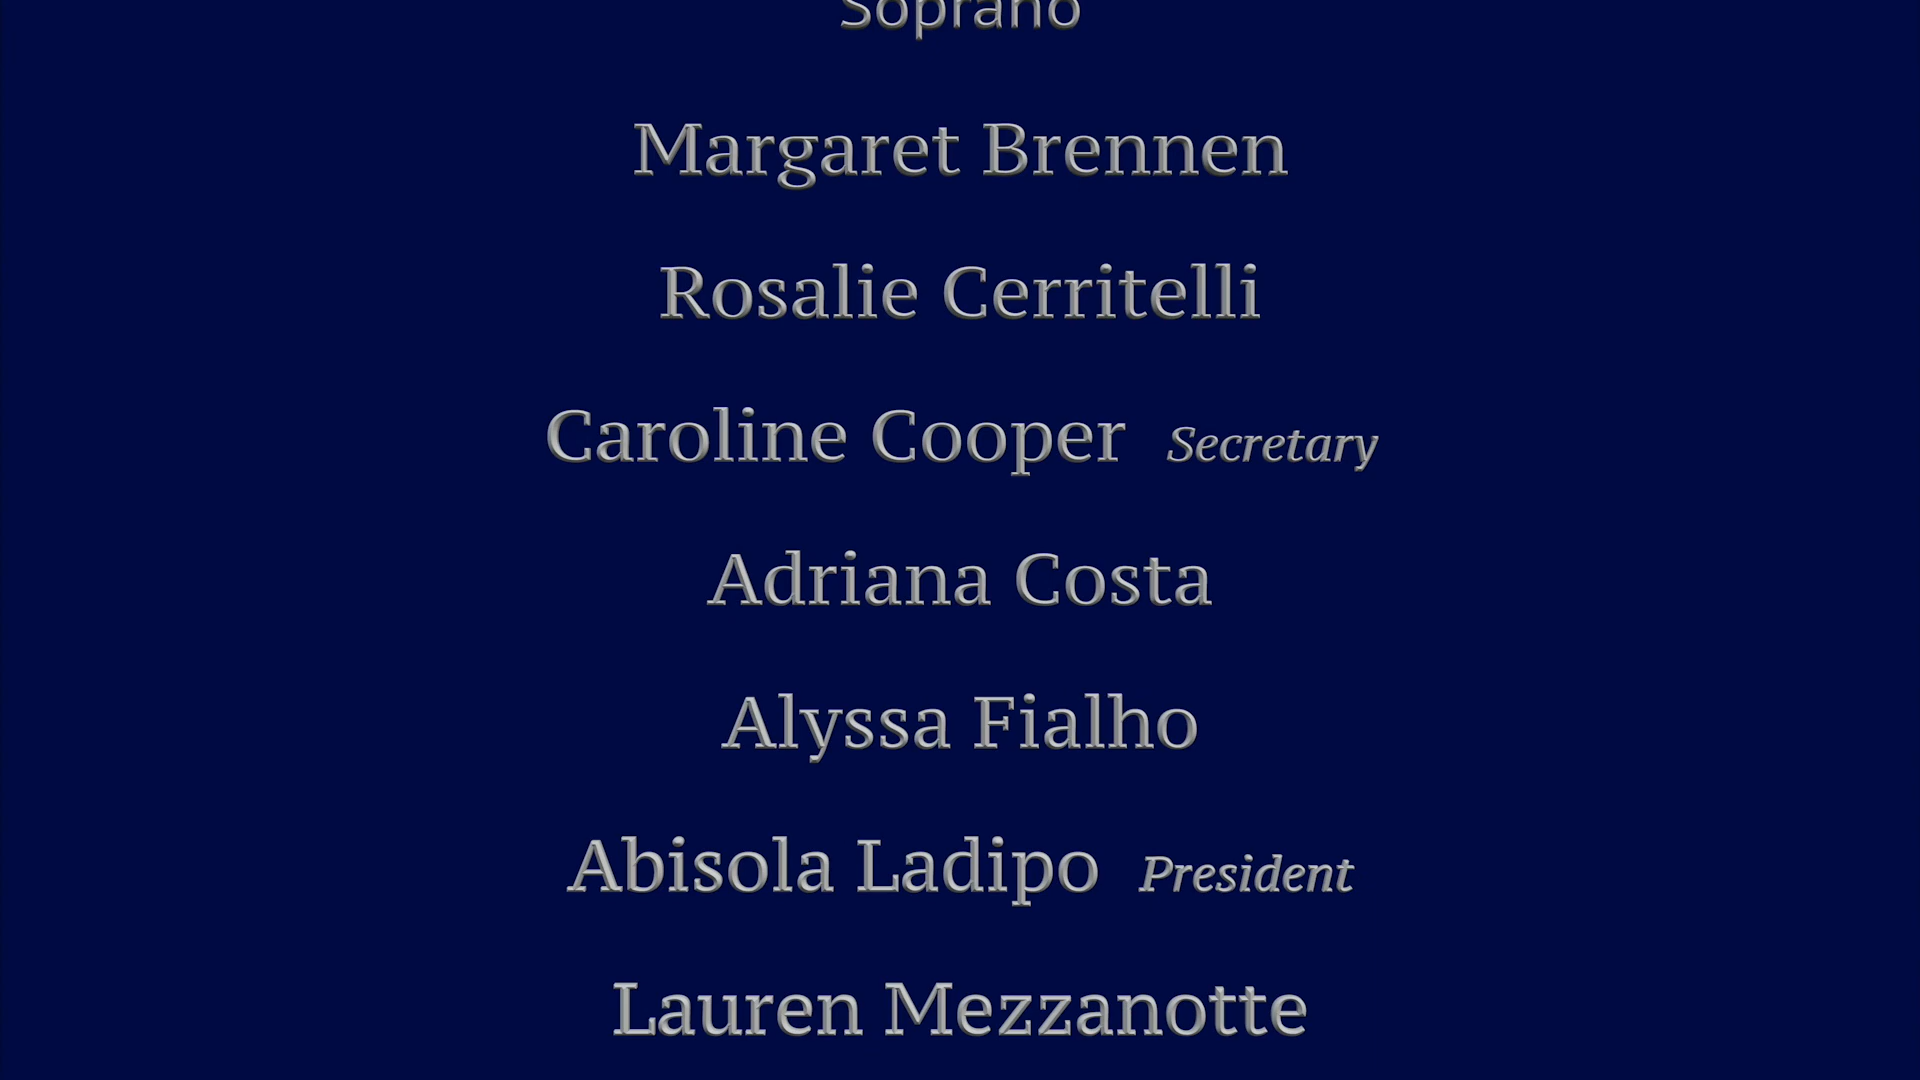 Soprano
Margaret Brennen
Rosalie Cerritelli
Caroline Cooper Secretary
Adriana Costa
Alyssa Fialho
Abisola Ladipo President
Lauren Mezzanotte